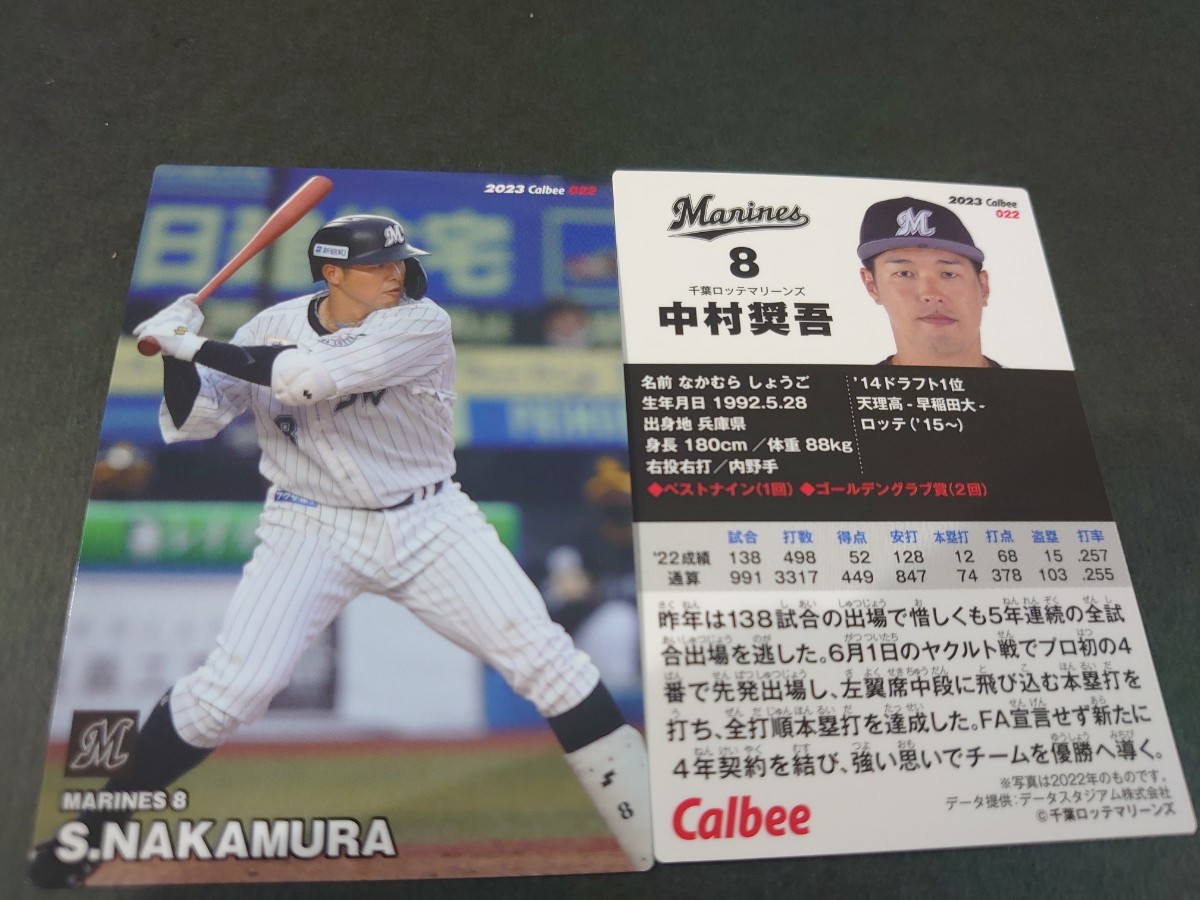 2023 Calbee 022
日建住宅
新昭和
M
8
M
MARINES 8
S.NAKAMURA
8
Marines
2023 Calbee
022
M
8
千葉ロッテマリーンズ
中村奨吾
名前 なかむら しょうご
生年月日 1992.5.28
出身地 兵庫県
身長 180cm／体重 88kg
右投右打／内野手
'14ドラフト1位
天理高-早稲田大-
ロッテ('15〜)
◆ベストナイン(1回) ◆ゴールデングラブ賞(2回)
試合 打数 得点 安打 本塁打 打点 盗塁 打率
'22成績 138 498 52 128 12 68 15 .257
通算 991 3317 449 847 74 378 103 .255
昨年は138試合の出場で惜しくも5年連続の全試
合出場を逃した。6月1日のヤクルト戦でプロ初の4
番で先発出場し、左翼席中段に飛び込む本塁打を
打ち、全打順本塁打を達成した。FA宣言せず新たに
4年契約を結び、強い思いでチームを優勝へ導く。
※写真は2022年のものです。
データ提供：データスタジアム株式会社
©千葉ロッテマリーンズ
Calbee